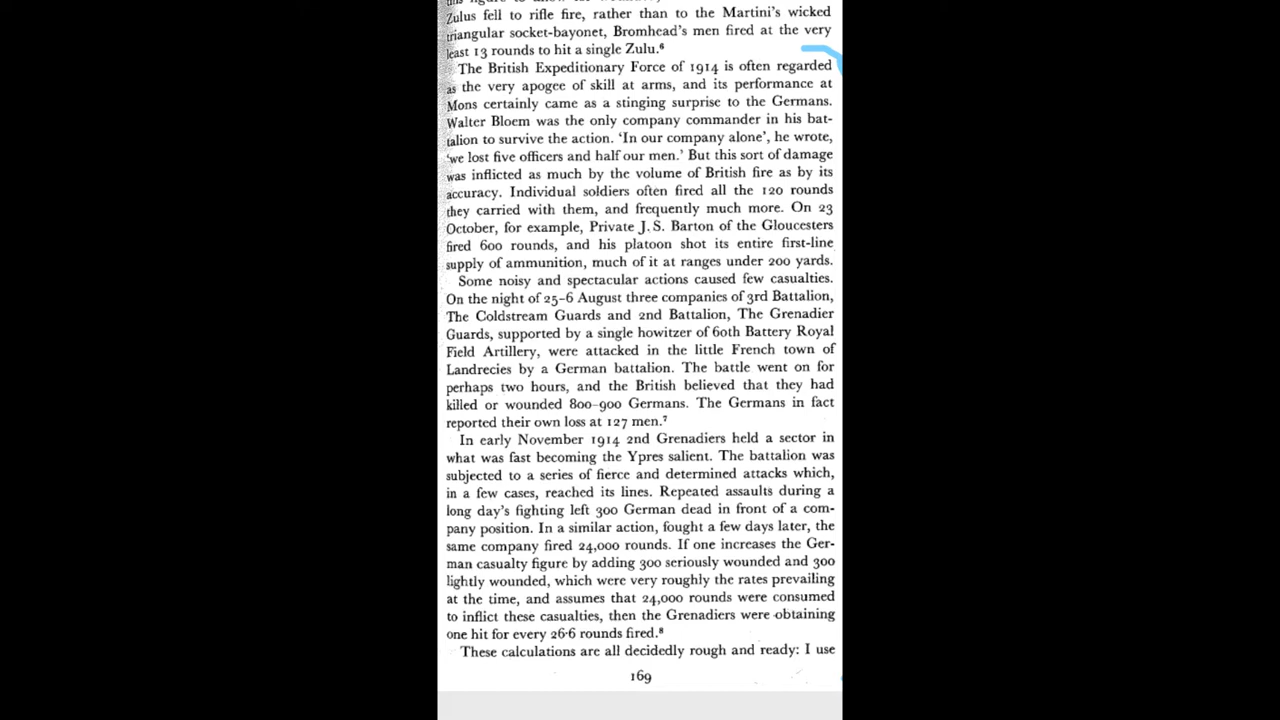 this figure to allow for wounded,
Zulus fell to rifle fire, rather than to the Martini's wicked
triangular socket-bayonet, Bromhead's men fired at the very
least 13 rounds to hit a single Zulu.⁶
The British Expeditionary Force of 1914 is often regarded
as the very apogee of skill at arms, and its performance at
Mons certainly came as a stinging surprise to the Germans.
Walter Bloem was the only company commander in his bat-
talion to survive the action. 'In our company alone', he wrote,
'we lost five officers and half our men.' But this sort of damage
was inflicted as much by the volume of British fire as by its
accuracy. Individual soldiers often fired all the 120 rounds
they carried with them, and frequently much more. On 23
October, for example, Private J. S. Barton of the Gloucesters
fired 600 rounds, and his platoon shot its entire first-line
supply of ammunition, much of it at ranges under 200 yards.
Some noisy and spectacular actions caused few casualties.
On the night of 25–6 August three companies of 3rd Battalion,
The Coldstream Guards and 2nd Battalion, The Grenadier
Guards, supported by a single howitzer of 60th Battery Royal
Field Artillery, were attacked in the little French town of
Landrecies by a German battalion. The battle went on for
perhaps two hours, and the British believed that they had
killed or wounded 800–900 Germans. The Germans in fact
reported their own loss at 127 men.⁷
In early November 1914 2nd Grenadiers held a sector in
what was fast becoming the Ypres salient. The battalion was
subjected to a series of fierce and determined attacks which,
in a few cases, reached its lines. Repeated assaults during a
long day's fighting left 300 German dead in front of a com-
pany position. In a similar action, fought a few days later, the
same company fired 24,000 rounds. If one increases the Ger-
man casualty figure by adding 300 seriously wounded and 300
lightly wounded, which were very roughly the rates prevailing
at the time, and assumes that 24,000 rounds were consumed
to inflict these casualties, then the Grenadiers were obtaining
one hit for every 26·6 rounds fired.⁸
These calculations are all decidedly rough and ready: I use
169